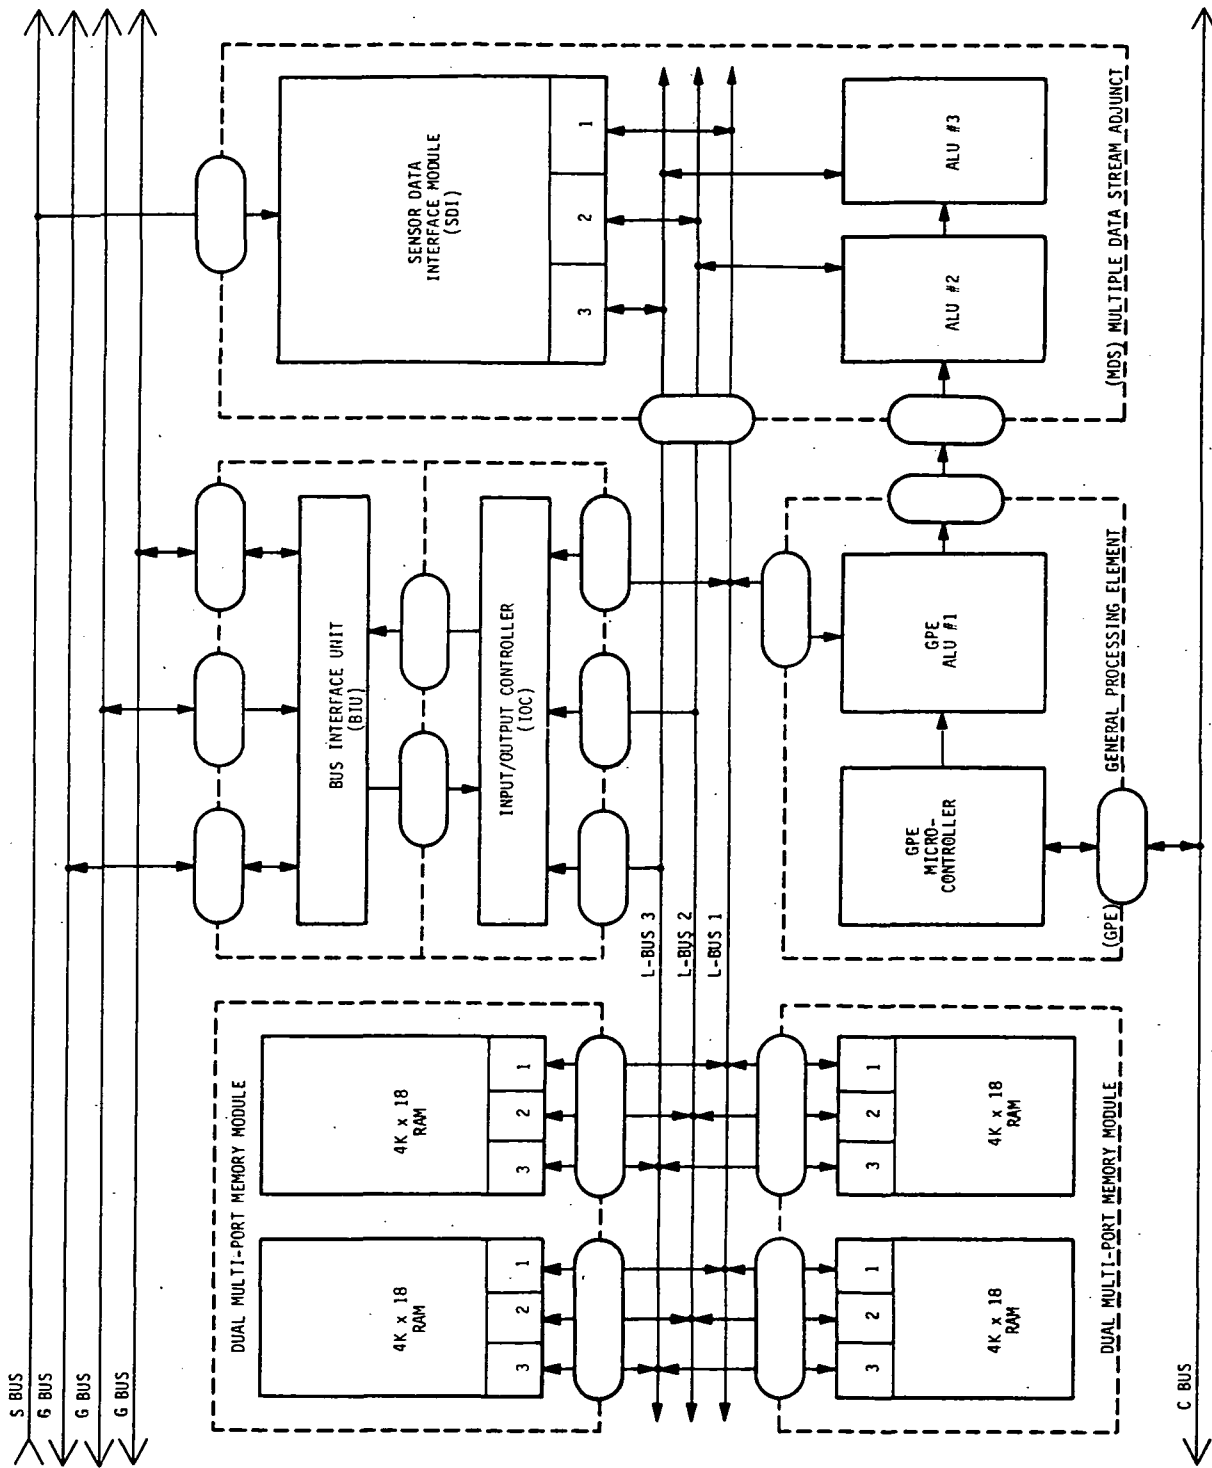 S BUS
G BUS
G BUS
G BUS
DUAL MULTI-PORT MEMORY MODULE
4K x 18
RAM
3
2
1
4K x 18
RAM
3
2
1
BUS INTERFACE UNIT
(BIU)
INPUT/OUTPUT CONTROLLER
(IOC)
SENSOR DATA
INTERFACE MODULE
(SDI)
3
2
1
L-BUS 3
L-BUS 2
L-BUS 1
3
2
1
4K x 18
RAM
3
2
1
4K x 18
RAM
DUAL MULTI-PORT MEMORY MODULE
GPE
MICRO-
CONTROLLER
GPE
ALU #1
(GPE) GENERAL PROCESSING ELEMENT
ALU #2
ALU #3
(MDS) MULTIPLE DATA STREAM ADJUNCT
C BUS